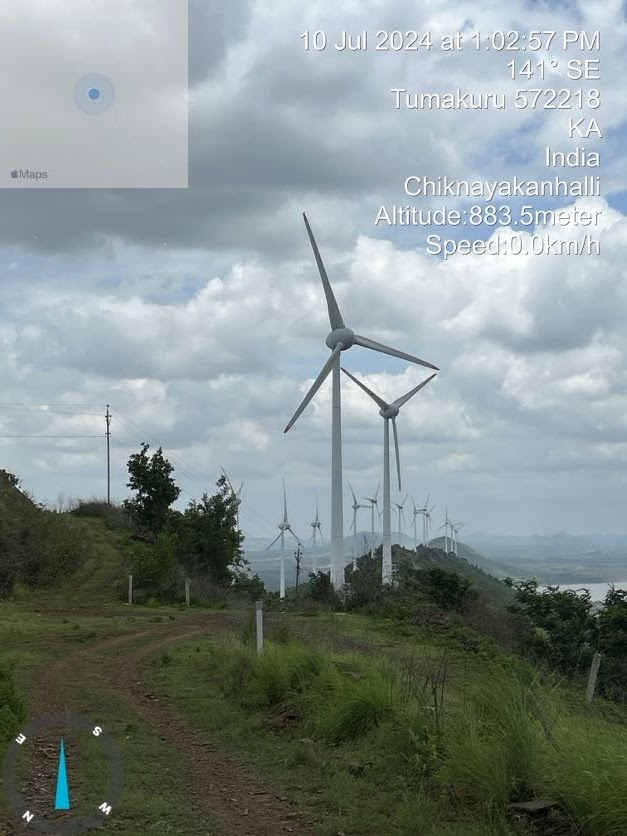 10 Jul 2024 at 1:02:57 PM
141° SE
Tumakuru 572218
KA
India
Chiknayakanhalli
Altitude:883.5meter
Speed:0.0km/h
Maps
S
E
W
N